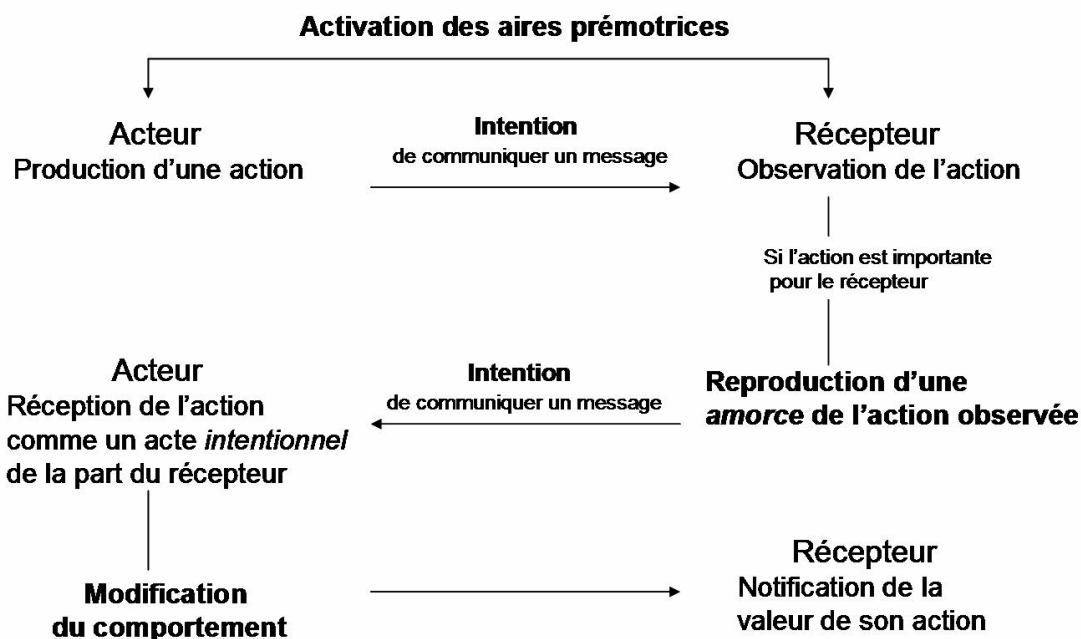 Activation des aires prémotrices
Acteur
Production d’une action
Intention
de communiquer un message
Récepteur
Observation de l’action
Si l’action est importante
pour le récepteur
Acteur
Réception de l’action
comme un acte intentionnel
de la part du récepteur
Intention
de communiquer un message
Reproduction d’une
amorce de l’action observée
Modification
du comportement
Récepteur
Notification de la
valeur de son action